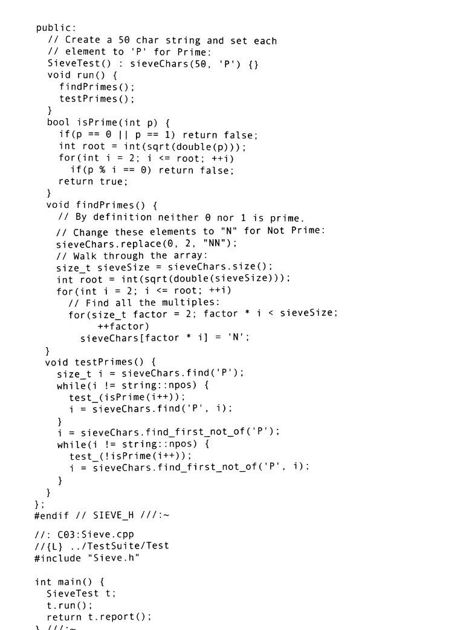 public:
// Create a 50 char string and set each
// element to 'P' for Prime:
SieveTest() : sieveChars(50, 'P') {}
void run() {
findPrimes();
testPrimes();
}
bool isPrime(int p) {
if(p == 0 || p == 1) return false;
int root = int(sqrt(double(p)));
for(int i = 2; i <= root; ++i)
if(p % i == 0) return false;
return true;
}
void findPrimes() {
// By definition neither 0 nor 1 is prime.
// Change these elements to "N" for Not Prime:
sieveChars.replace(0, 2, "NN");
// Walk through the array:
size_t sieveSize = sieveChars.size();
int root = int(sqrt(double(sieveSize)));
for(int i = 2; i <= root; ++i)
// Find all the multiples:
for(size_t factor = 2; factor * i < sieveSize;
++factor)
sieveChars[factor * i] = 'N';
}
void testPrimes() {
size_t i = sieveChars.find('P');
while(i != string::npos) {
test_(isPrime(i++));
i = sieveChars.find('P', i);
}
i = sieveChars.find_first_not_of('P');
while(i != string::npos) {
test_(!isPrime(i++));
i = sieveChars.find_first_not_of('P', i);
}
}
};
#endif // SIEVE_H ///:~
//: C03:Sieve.cpp
//{L} ../TestSuite/Test
#include "Sieve.h"
int main() {
SieveTest t;
t.run();
return t.report();
} ///:~